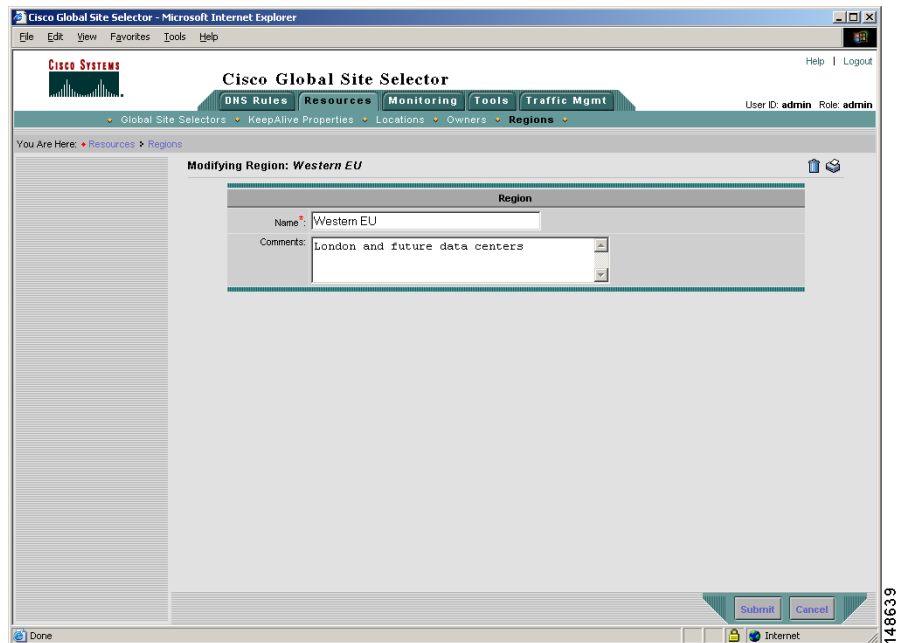 Cisco Global Site Selector - Microsoft Internet Explorer
File Edit View Favorites Tools Help
CISCO SYSTEMS
Help | Logout
Cisco Global Site Selector
DNS Rules Resources Monitoring Tools Traffic Mgmt
User ID: admin Role: admin
Global Site Selectors KeepAlive Properties Locations Owners Regions
You Are Here: Resources Regions
Modifying Region: Western EU
Region
Name*: Western EU
Comments: London and future data centers
Submit Cancel
Done Internet
148639